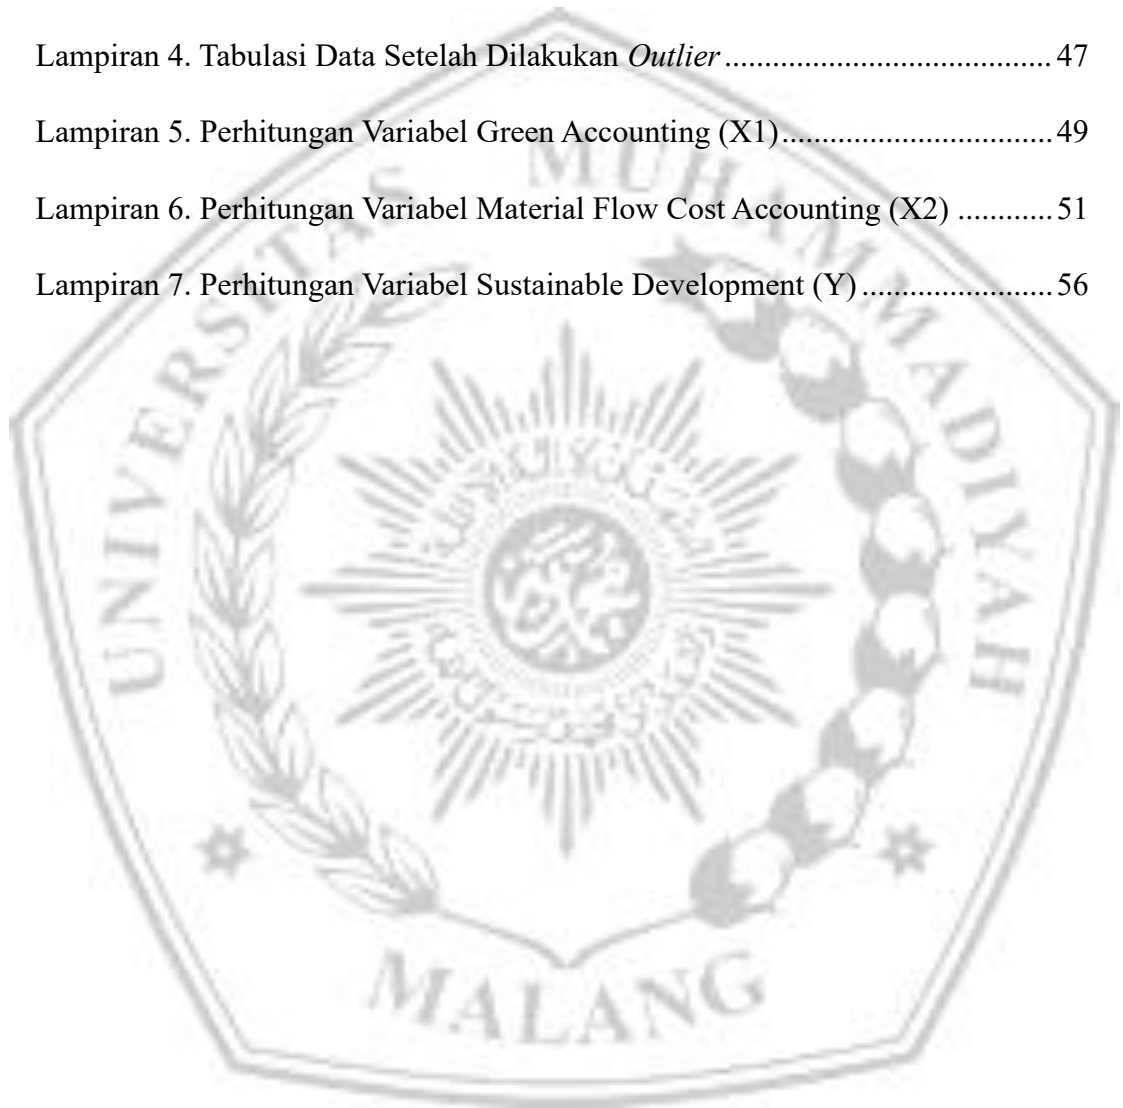 Lampiran 4. Tabulasi Data Setelah Dilakukan Outlier ......................................... 47
Lampiran 5. Perhitungan Variabel Green Accounting (X1) .................................. 49
Lampiran 6. Perhitungan Variabel Material Flow Cost Accounting (X2) ............ 51
Lampiran 7. Perhitungan Variabel Sustainable Development (Y) ........................ 56
UNIVERSITAS MUHAMMADIYAH
MALANG